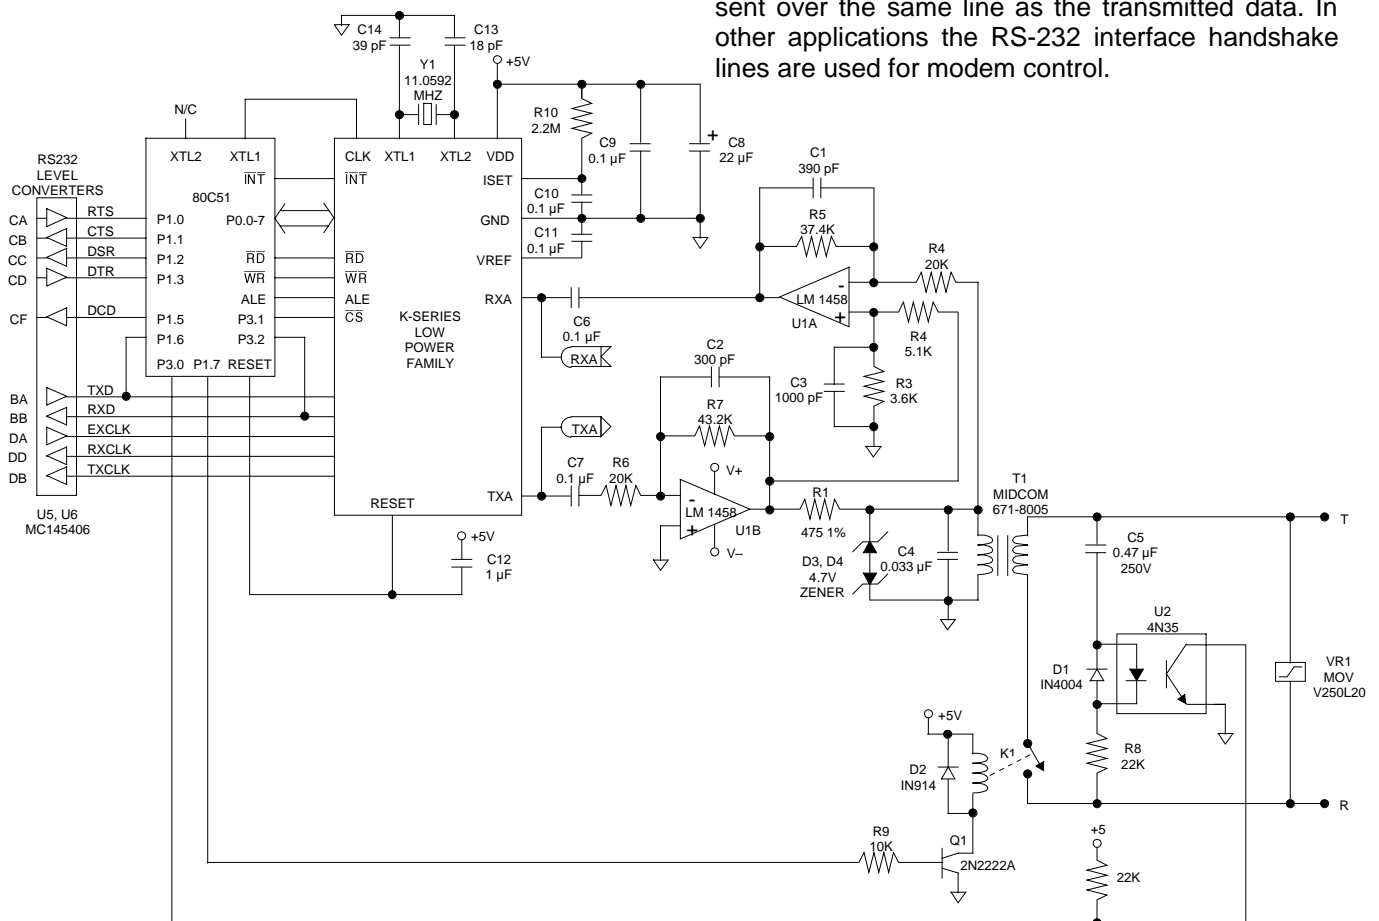 sent over the same line as the transmitted data. In
other applications the RS-232 interface handshake
lines are used for modem control.
C14
39 pF
C13
18 pF
Y1
11.0592
MHZ
+5V
N/C
R10
2.2M
C9
0.1 µF
+
C8
22 µF
RS232
LEVEL
CONVERTERS
XTL2
XTL1
INT
80C51
P0.0-7
P1.0
P1.1
P1.2
P1.3
P1.5
P1.6
RD
WR
ALE
P3.1
P3.2
P3.0
P1.7
RESET
CLK
XTL1
XTL2
VDD
INT
ISET
GND
VREF
RD
WR
ALE
CS
RXA
K-SERIES
LOW
POWER
FAMILY
TXA
RESET
CA
CB
CC
CD
CF
BA
BB
DA
DD
DB
RTS
CTS
DSR
DTR
DCD
TXD
RXD
EXCLK
RXCLK
TXCLK
U5, U6
MC145406
C10
0.1 µF
C11
0.1 µF
C1
390 pF
R5
37.4K
R4
20K
-
LM 1458
+
U1A
R4
5.1K
C6
0.1 µF
RXA
C3
1000 pF
R3
3.6K
C2
300 pF
R7
43.2K
TXA
C7
0.1 µF
R6
20K
V+
-
LM 1458
+
U1B
V–
R1
475 1%
D3, D4
4.7V
ZENER
C4
0.033 µF
T1
MIDCOM
671-8005
T
C5
0.47 µF
250V
+5V
C12
1 µF
U2
4N35
D1
IN4004
VR1
MOV
V250L20
R8
22K
+5V
D2
IN914
K1
R
R9
10K
Q1
2N2222A
+5
22K